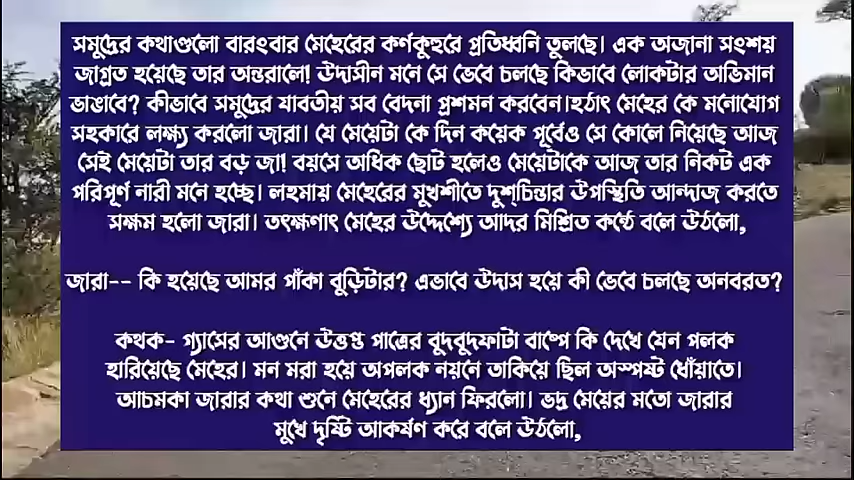 সমুদ্রের কথাগুলো বারংবার মেহেরের কর্ণকুহরে প্রতিধ্বনি তুলছে। এক অজানা সংশয়
জাগ্রত হয়েছে তার অন্তরালো! উদাসীন মনে সে ভেবে চলছে কিভাবে লোকটার অভিমান
ভাঙাবে? কীভাবে সমুদ্রের যাবতীয় সব বেদনা প্রশমন করবেন।হঠাৎ মেহের কে মনোযোগ
সহকারে লক্ষ্য করলো জারা। যে মেয়েটা কে দিন কয়েক পূর্বেও সে কোলে নিয়েছে আজ
সেই মেয়েটা তার বড় জা! বয়সে অধিক ছোট হলেও মেয়েটাকে আজ তার নিকট এক
পরিপূর্ণ নারী মনে হচ্ছে। লহমায় মেহেরের মুখশীতে দুশ্চিন্তার উপস্থিতি আন্দাজ করতে
সক্ষম হলো জারা। তৎক্ষণাৎ মেহের উদ্দেশ্যে আদর মিশ্রিত কন্ঠে বলে উঠলো,
জারা-- কি হয়েছে আমর পাঁকা বুড়িটার? এভাবে উদাস হয়ে কী ভেবে চলছে অনবরত?
কথক- গ্যাসের আগুনে উত্তপ্ত পাত্রের বুদবুদফাটা বাষ্পে কি দেখে যেন পলক
হারিয়েছে মেহের। মন মরা হয়ে অপলক নয়নে তাকিয়ে ছিল অস্পষ্ট ধোঁয়াতে।
আচমকা জারার কথা শুনে মেহেরের ধ্যান ফিরলো। ভদ্র মেয়ের মতো জারার
মুখে দৃষ্টি আকর্ষণ করে বলে উঠলো,